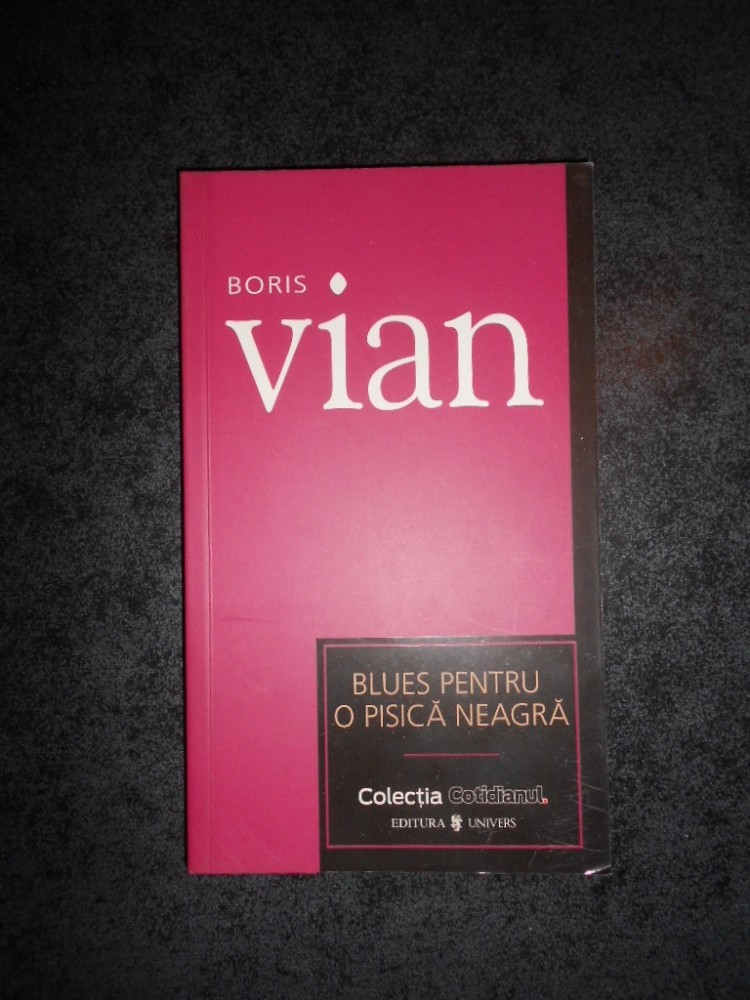 BORIS
vian
BLUES PENTRU
O PISICĂ NEAGRĂ
Colecția Cotidianul.
EDITURA UNIVERS